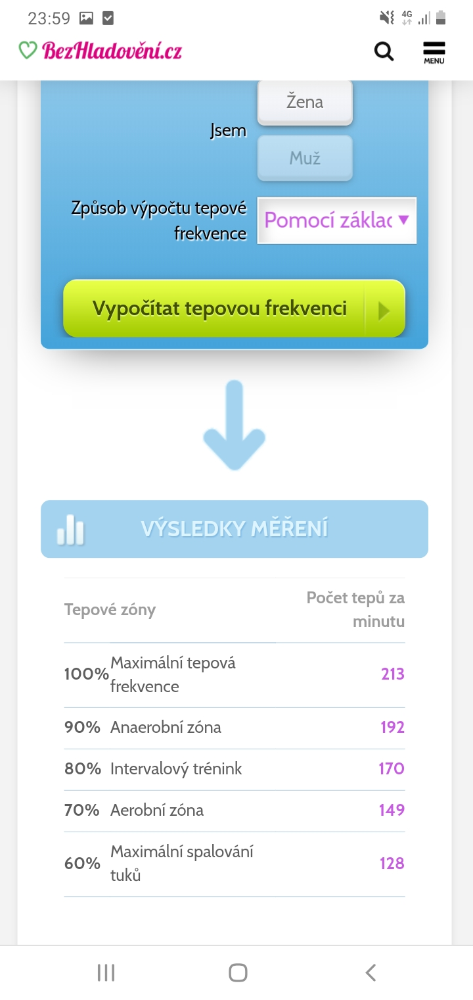 23:59
4G
BezHladovění.cz
MENU
Žena
Jsem
Muž
Způsob výpočtu tepové
frekvence
Pomocí základ
Vypočítat tepovou frekvenci
VÝSLEDKY MĚŘENÍ
Tepové zóny
Počet tepů za
minutu
100% Maximální tepová
frekvence
213
90% Anaerobní zóna 192
80% Intervalový trénink 170
70% Aerobní zóna 149
60% Maximální spalování
tuků
128